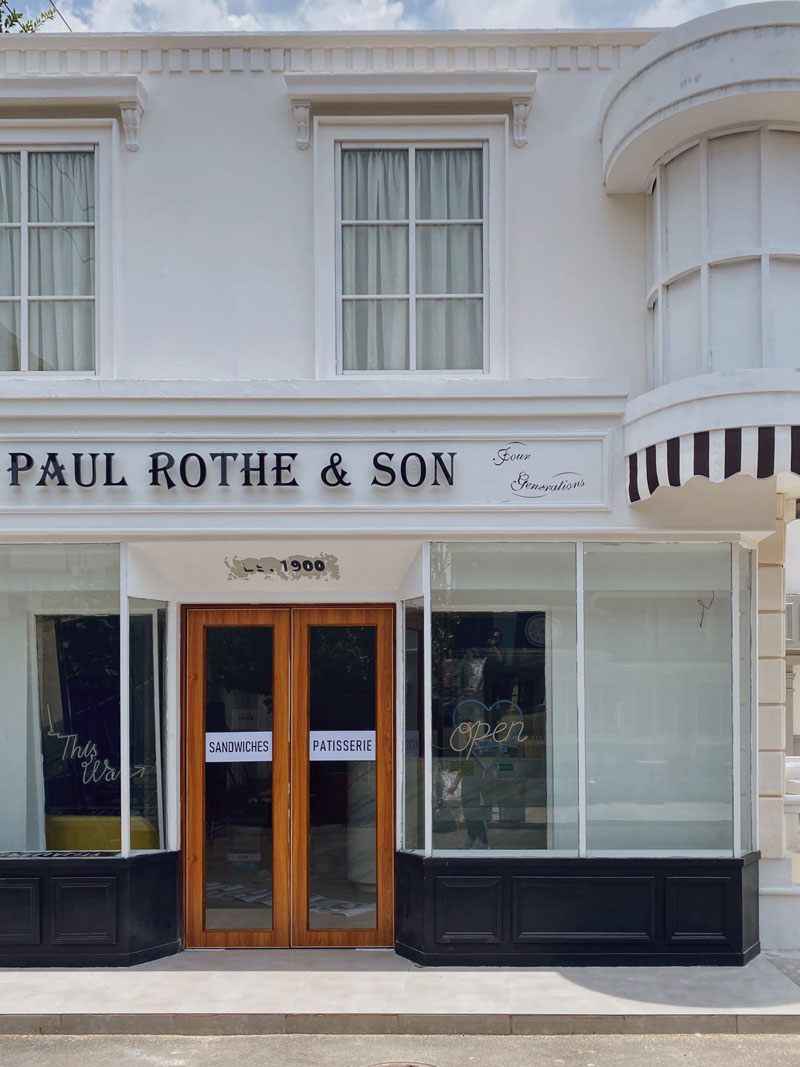 PAUL ROTHE & SON
Four
Generations
1900
SANDWICHES
PATISSERIE
This
open